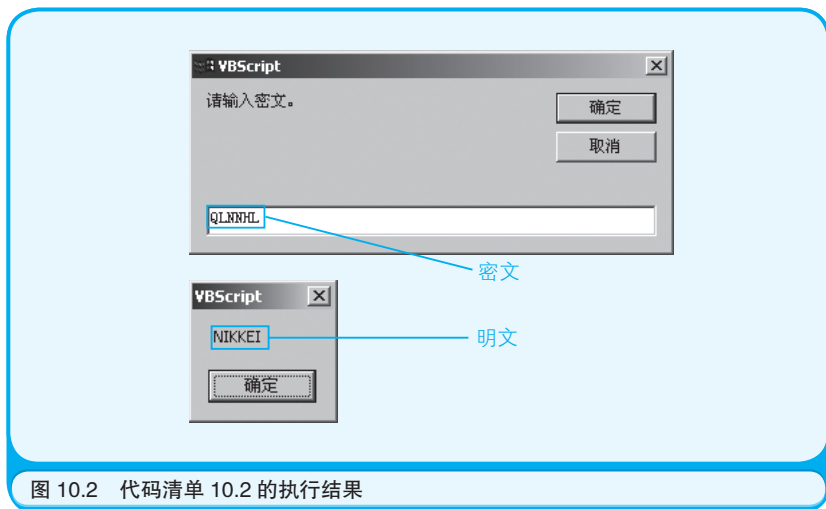 VBScript
请输入密文。
确定
取消
QLNNHL
密文
VBScript
NIKKEI
明文
确定
图 10.2 代码清单 10.2 的执行结果